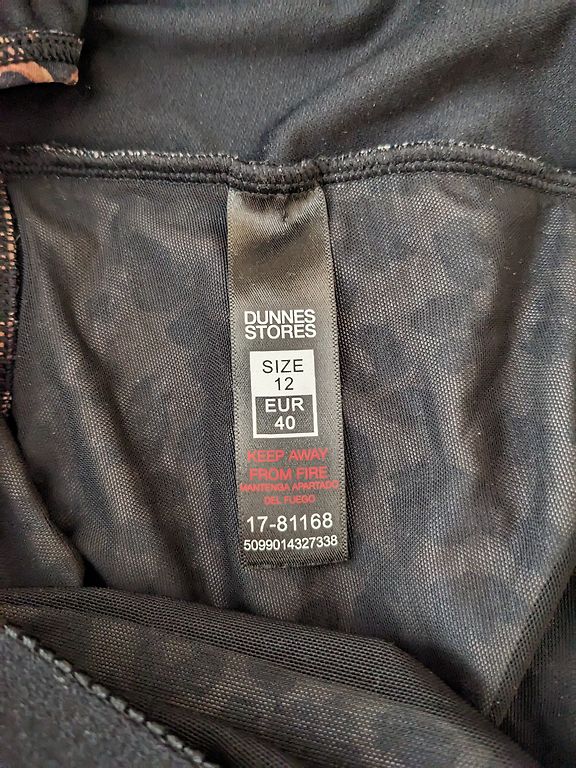 DUNNES
STORES
SIZE
12
EUR
40
KEEP AWAY
FROM FIRE
MANTENGA APARTADO
DEL FUEGO
17-81168
5099014327338